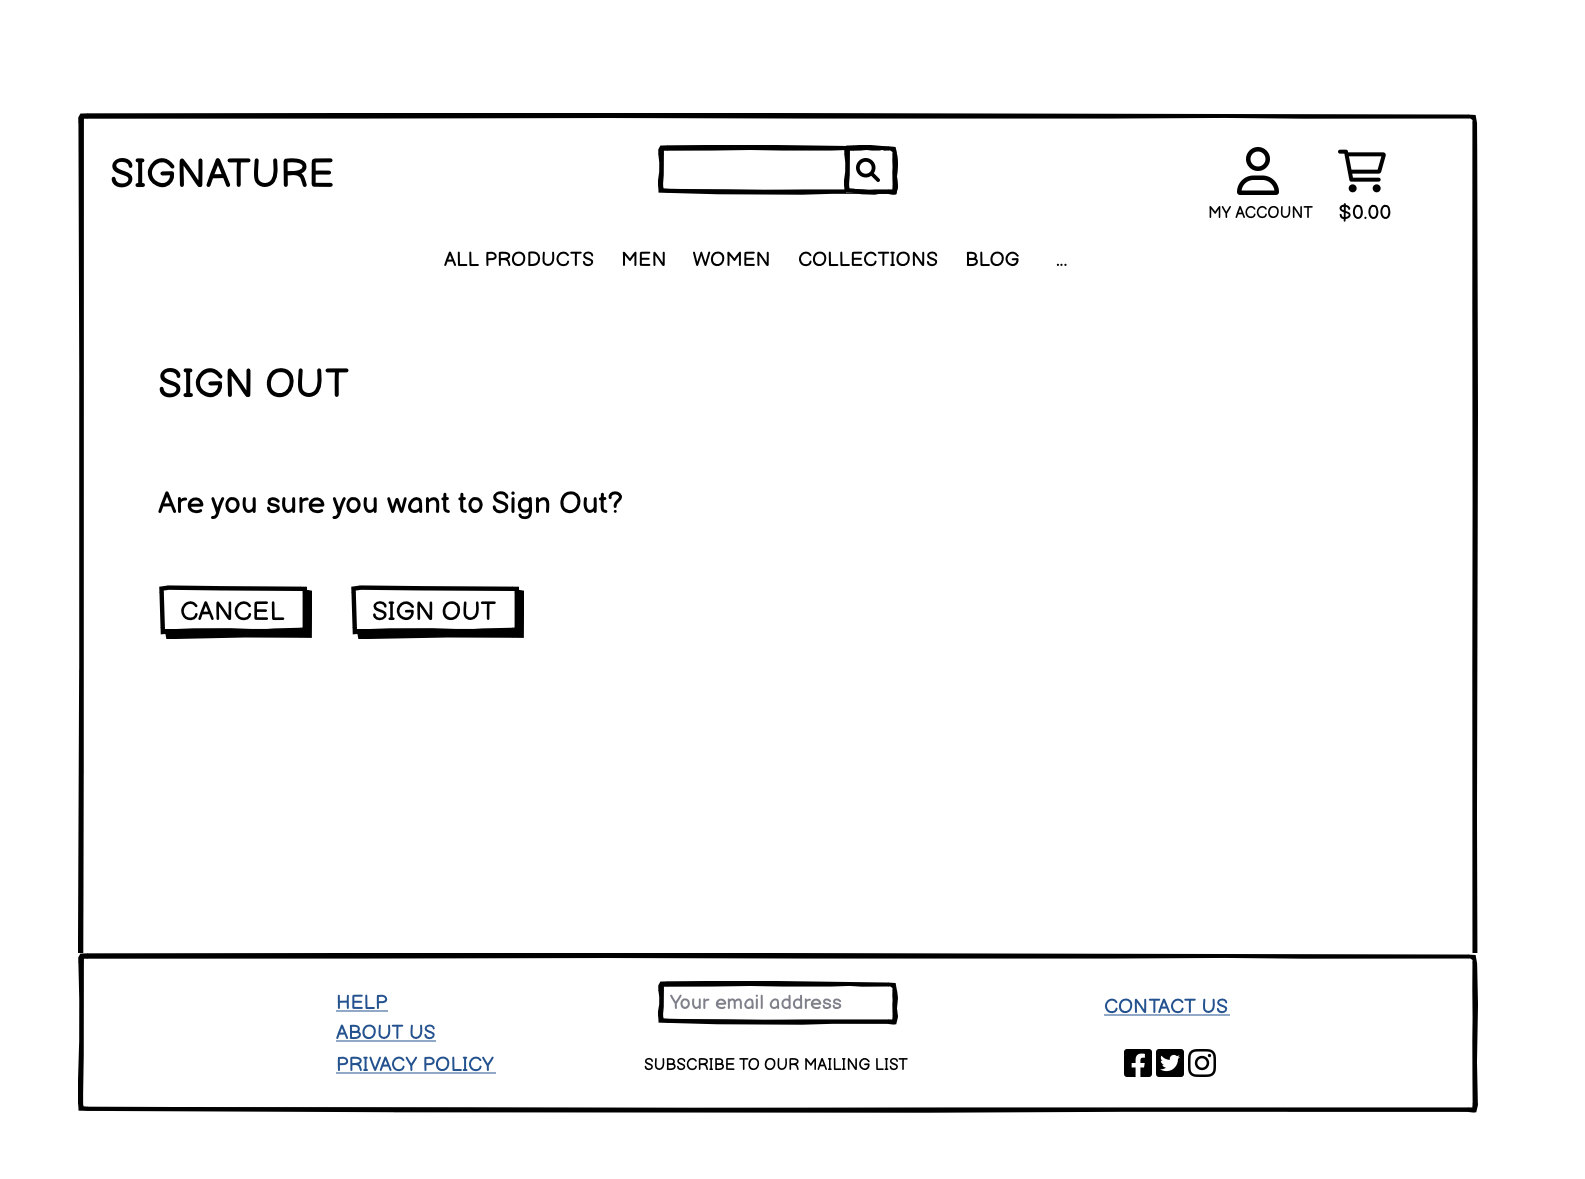 SIGNATURE
MY ACCOUNT
$0.00
ALL PRODUCTS MEN WOMEN COLLECTIONS BLOG ...
SIGN OUT
Are you sure you want to Sign Out?
CANCEL
SIGN OUT
HELP
ABOUT US
PRIVACY POLICY
Your email address
SUBSCRIBE TO OUR MAILING LIST
CONTACT US